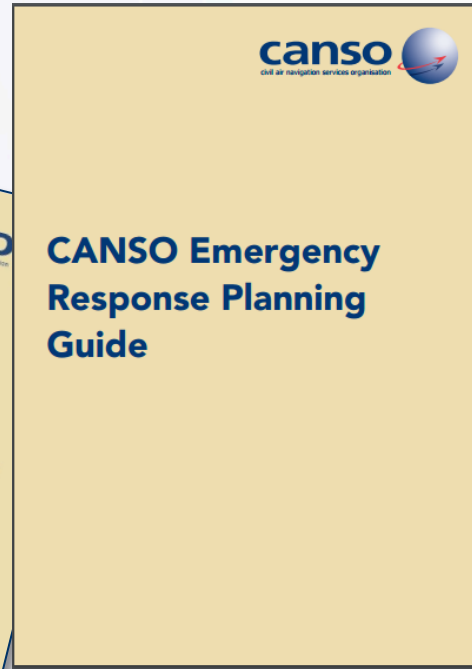 canso
civil air navigation services organisation
CANSO Emergency
Response Planning
Guide